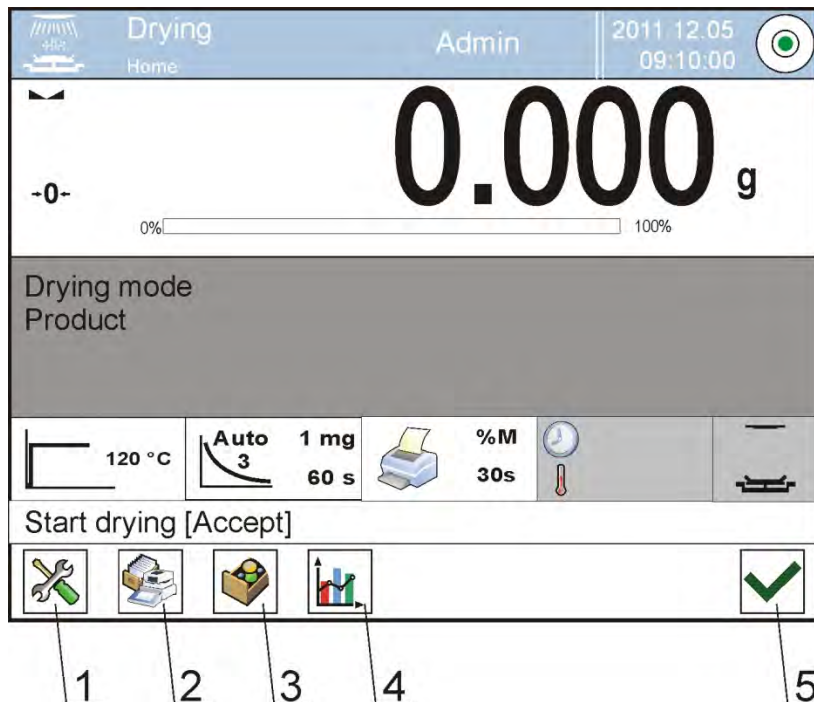 Drying
Home
Admin
2011.12.05
09:10:00
→0←
0.000 g
0% 100%
Drying mode
Product
120 °C
Auto 1 mg
3
60 s
%M
30s
Start drying [Accept]
1 2 3 4 5